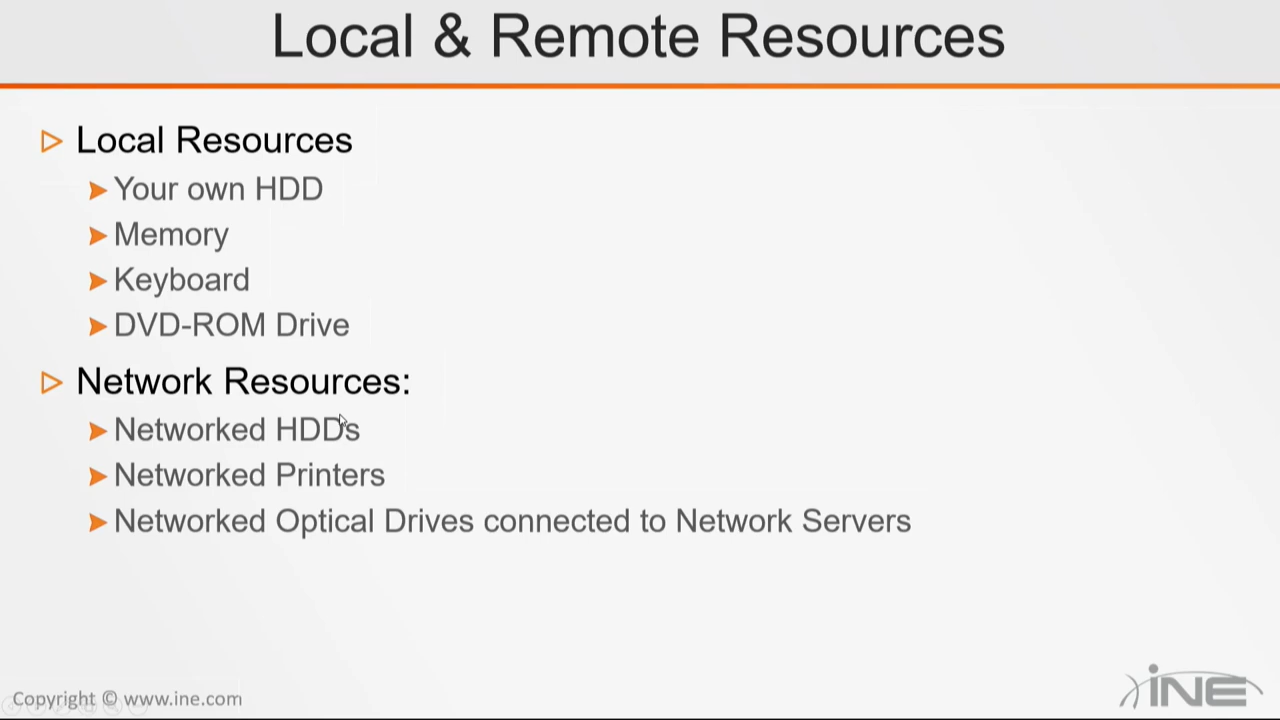 Local & Remote Resources
Local Resources
Your own HDD
Memory
Keyboard
DVD-ROM Drive
Network Resources:
Networked HDDs
Networked Printers
Networked Optical Drives connected to Network Servers
Copyright © www.ine.com
iNE